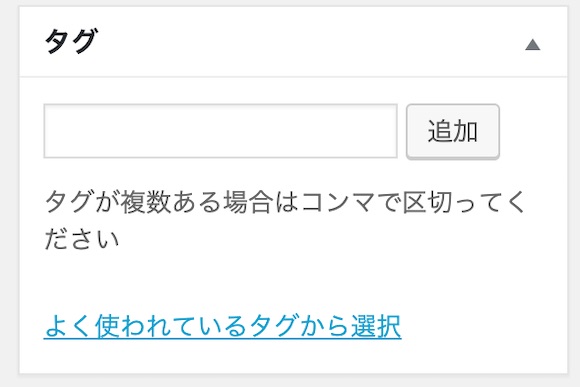 タグ
追加
タグが複数ある場合はコンマで区切ってく
ださい
よく使われているタグから選択